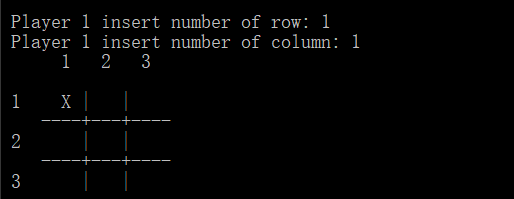 Player 1 insert number of row: 1
Player 1 insert number of column: 1
     1   2   3
1    X |   |
   ----+---+----
2      |   |
   ----+---+----
3      |   |